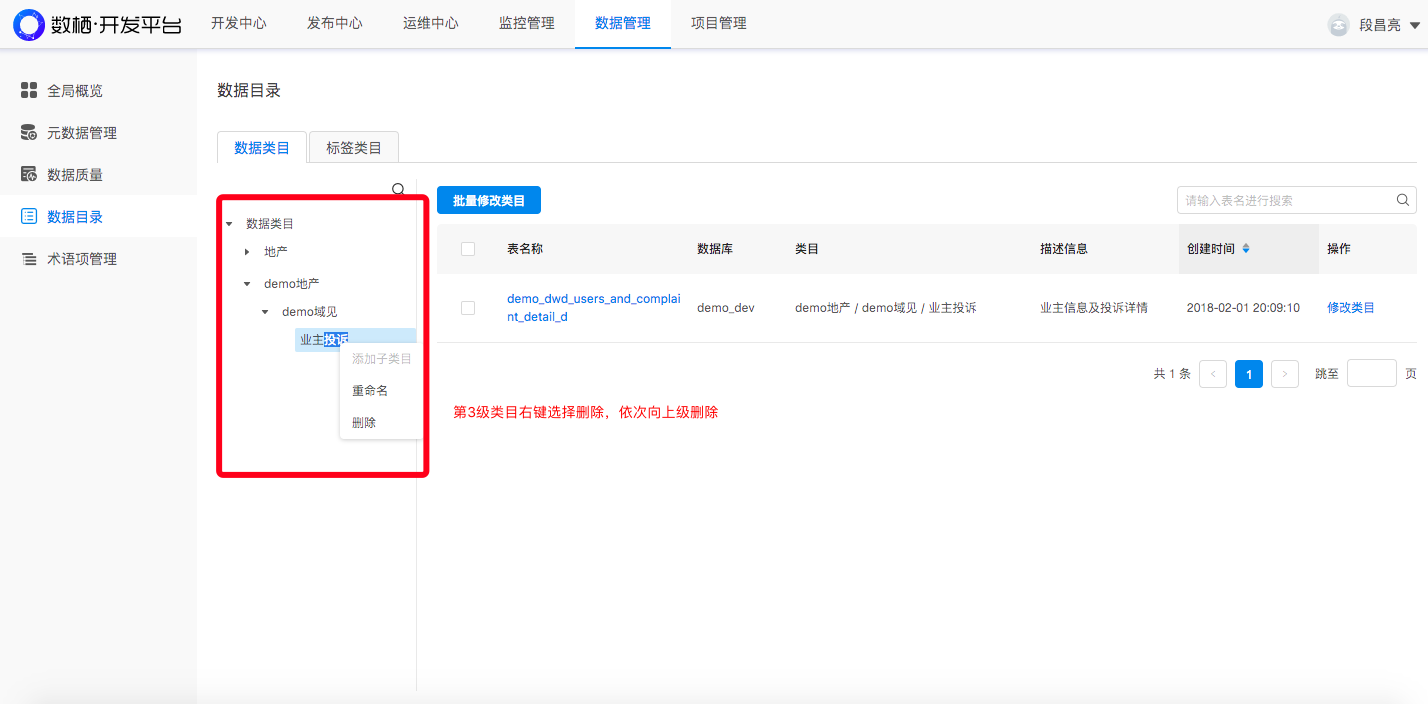 数栖·开发平台
开发中心
发布中心
运维中心
监控管理
数据管理
项目管理
段昌亮
全局概览
元数据管理
数据质量
数据目录
术语项管理
数据目录
数据类目
标签类目
数据类目
地产
demo地产
demo域见
业主投诉
添加子类目
重命名
删除
批量修改类目
请输入表名进行搜索
表名称
数据库
类目
描述信息
创建时间
操作
demo_dwd_users_and_complai
nt_detail_d
demo_dev
demo地产 / demo域见 / 业主投诉
业主信息及投诉详情
2018-02-01 20:09:10
修改类目
共 1 条
<
1
>
跳至
页
第3级类目右键选择删除，依次向上级删除